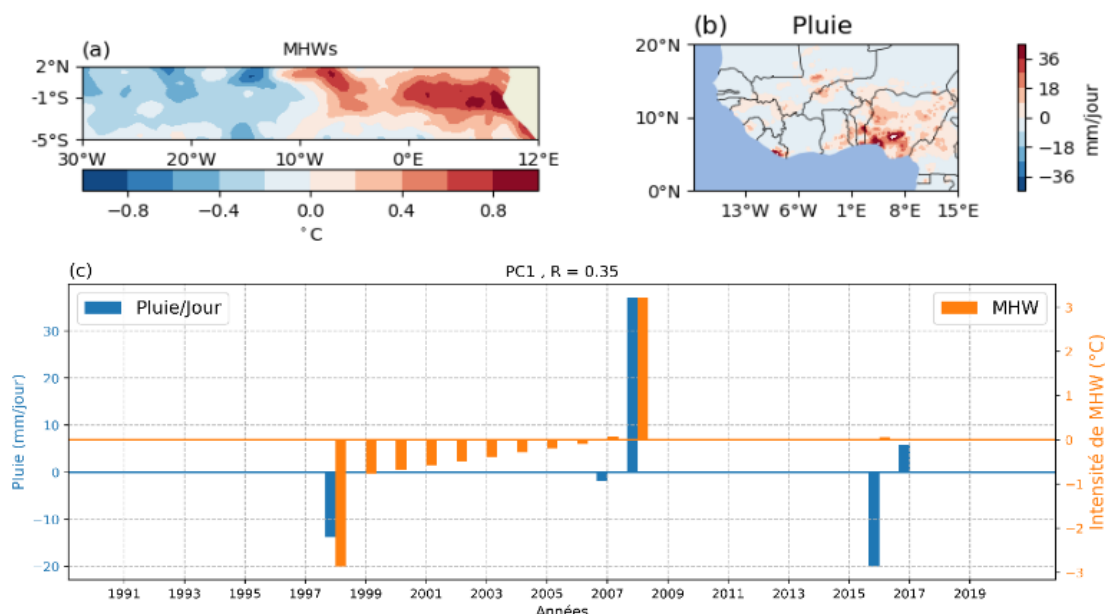 (a)
MHWs
2°N
-1°S
-5°S
30°W
20°W
10°W
0°E
12°E
−0.8
−0.4
0.0
0.4
0.8
°C
(b)
Pluie
20°N
10°N
0°N
13°W
6°W
1°E
8°E
15°E
36
18
0
−18
−36
mm/jour
(c)
PC1 , R = 0.35
Pluie/Jour
MHW
Pluie (mm/jour)
30
20
10
0
−10
−20
3
2
1
0
−1
−2
−3
Intensité de MHW (°C)
1991
1993
1995
1997
1999
2001
2003
2005
2007
2009
2011
2013
2015
2017
2019
Années